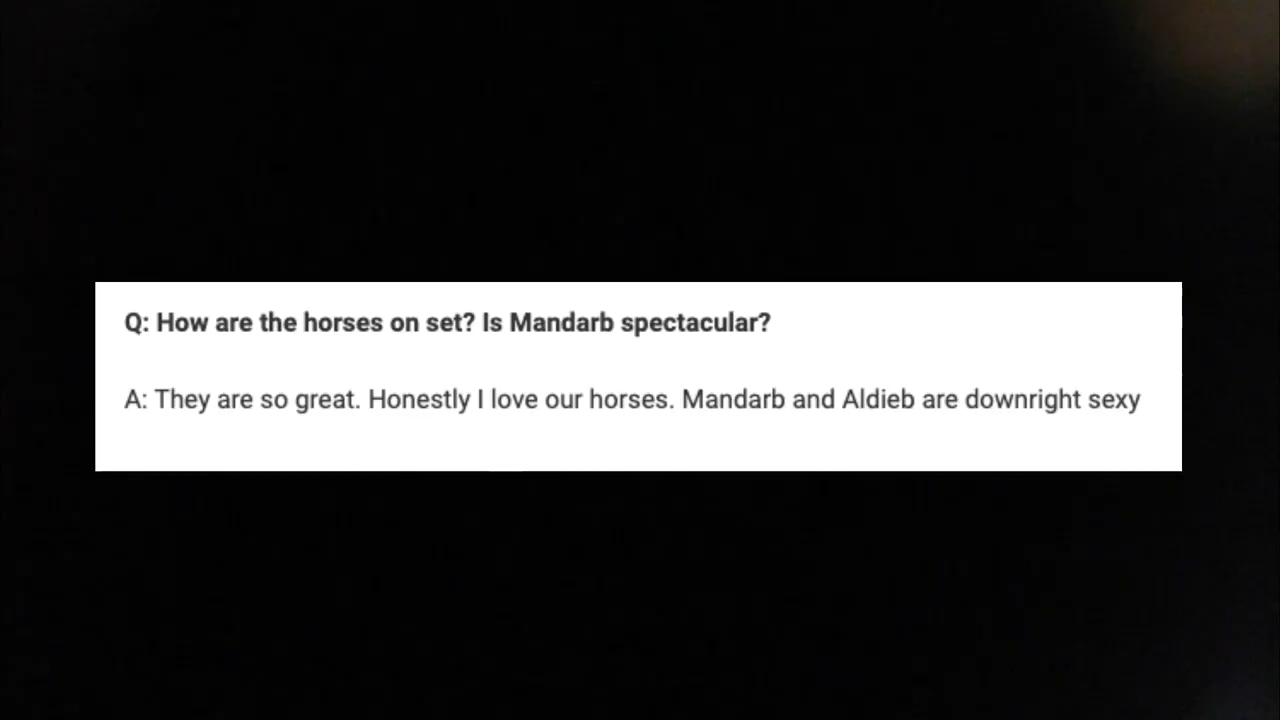 Q: How are the horses on set? Is Mandarb spectacular?
A: They are so great. Honestly I love our horses. Mandarb and Aldieb are downright sexy